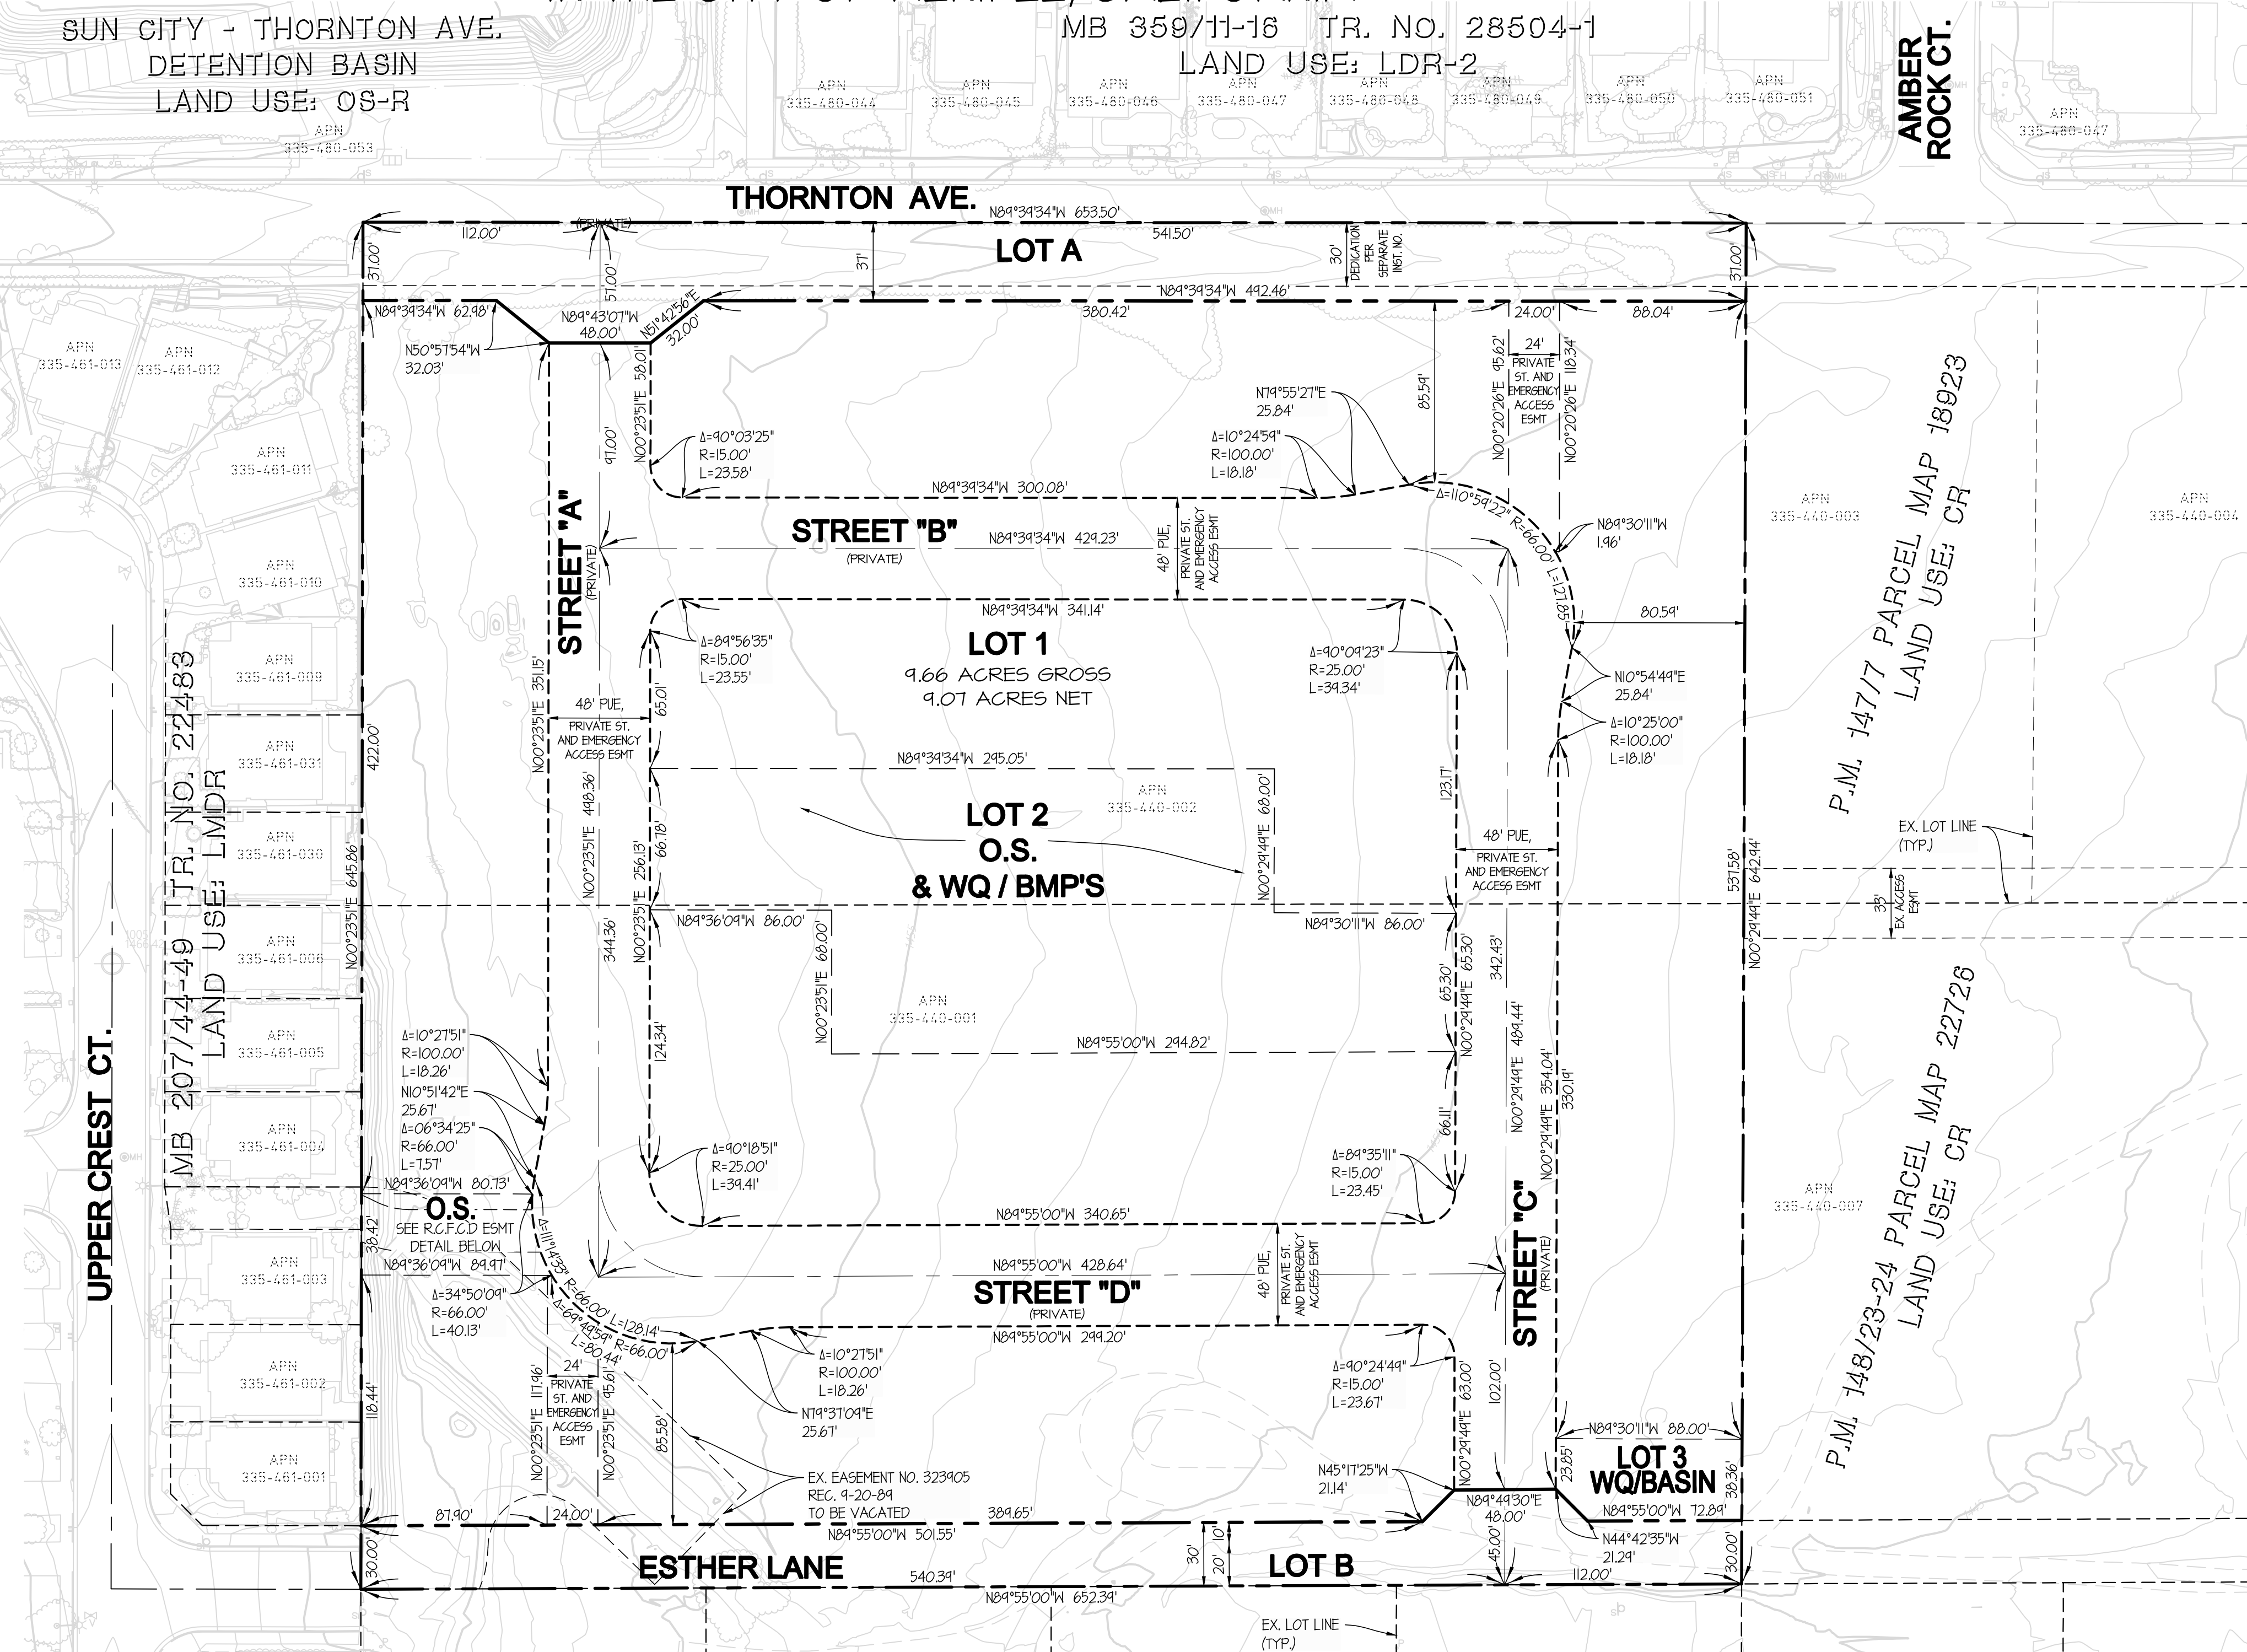 SUN CITY - THORNTON AVE.
DETENTION BASIN
LAND USE: OS-R
MB 359/11-16 TR. NO. 28504-1
LAND USE: LDR-2
AMBER
ROCK CT.
APN
335-480-053
APN
335-480-044
APN
335-480-045
APN
335-480-046
APN
335-480-047
APN
335-480-048
APN
335-480-049
APN
335-480-050
APN
335-480-051
APN
335-480-047
THORNTON AVE.
N89°39'34"W 653.50'
112.00'
(PRIVATE)
541.50'
LOT A
31.00'
51.00'
37'
30'
DEDICATION
PER
SEPARATE
INST. NO.
31.00'
N89°39'34"W 62.98'
N89°43'07"W
48.00'
N51°42'56"E
32.00'
N89°39'34"W 492.46'
380.42'
24.00'
88.04'
N50°57'54"W
32.03'
N00°23'51"E 58.01'
97.00'
85.59'
N00°20'26"E 95.62'
24'
PRIVATE
ST. AND
EMERGENCY
ACCESS
ESMT
N00°20'26"E 118.34'
N79°55'27"E
25.84'
Δ=90°03'25"
R=15.00'
L=23.58'
Δ=10°24'59"
R=100.00'
L=18.18'
N89°39'34"W 300.08'
Δ=110°59'22" R=66.00' L=127.85'
STREET "A"
(PRIVATE)
STREET "B"
(PRIVATE)
N89°39'34"W 429.23'
48' PUE,
PRIVATE ST.
AND EMERGENCY
ACCESS ESMT
N89°30'11"W
1.96'
N89°39'34"W 341.14'
80.59'
Δ=89°56'35"
R=15.00'
L=23.55'
LOT 1
9.66 ACRES GROSS
9.07 ACRES NET
Δ=90°09'23"
R=25.00'
L=39.34'
N10°54'49"E
25.84'
Δ=10°25'00"
R=100.00'
L=18.18'
N00°23'51"E 351.15'
48' PUE,
PRIVATE ST.
AND EMERGENCY
ACCESS ESMT
65.01'
422.00'
N89°39'34"W 295.05'
APN
335-440-002
N00°29'49"E 68.00'
123.17'
N00°23'51"E 498.36'
66.78'
LOT 2
O.S.
& WQ / BMP'S
48' PUE,
PRIVATE ST.
AND EMERGENCY
ACCESS ESMT
531.58'
N00°23'51"E 645.86'
N00°23'51"E 256.13'
344.36'
N89°36'09"W 86.00'
N89°30'11"W 86.00'
N00°29'49"E 642.94'
N00°23'51"E 68.00'
APN
335-440-001
65.30'
N00°29'49"E 65.30'
342.43'
124.34'
N89°55'00"W 294.82'
N00°29'49"E 489.44'
N00°29'49"E 354.04'
330.19'
66.11'
Δ=10°27'51"
R=100.00'
L=18.26'
N10°51'42"E
25.67'
Δ=06°34'25"
R=66.00'
L=7.57'
N89°36'09"W 80.73'
O.S.
SEE R.C.F.C.D ESMT
DETAIL BELOW
N89°36'09"W 89.97'
38.42'
Δ=34°50'09"
R=66.00'
L=40.13'
Δ=111°14'33" R=66.00' L=128.14'
Δ=69°49'59" R=66.00'
L=80.44'
Δ=90°18'51"
R=25.00'
L=39.41'
Δ=89°35'11"
R=15.00'
L=23.45'
N89°55'00"W 340.65'
N89°55'00"W 428.64'
STREET "D"
(PRIVATE)
N89°55'00"W 299.20'
48' PUE,
PRIVATE ST.
AND EMERGENCY
ACCESS ESMT
STREET "C"
(PRIVATE)
118.44'
N00°23'51"E 117.96'
24'
PRIVATE
ST. AND
EMERGENCY
ACCESS
ESMT
N00°23'51"E 95.61'
85.58'
Δ=10°27'51"
R=100.00'
L=18.26'
N79°37'09"E
25.67'
Δ=90°24'49"
R=15.00'
L=23.67'
N00°29'49"E 63.00'
102.00'
EX. EASEMENT NO. 323905
REC. 9-20-89
TO BE VACATED
N45°17'25"W
21.14'
N89°30'11"W 88.00'
LOT 3
WQ/BASIN
23.85'
38.36'
N89°49'30"E
48.00'
N89°55'00"W 72.89'
N44°42'35"W
21.29'
87.90'
24.00'
389.65'
N89°55'00"W 501.55'
30.00'
ESTHER LANE
540.39'
N89°55'00"W 652.39'
30'
20'
10'
LOT B
45.00'
112.00'
30.00'
EX. LOT LINE
(TYP.)
APN
335-461-013
APN
335-461-012
APN
335-461-011
APN
335-461-010
APN
335-461-009
APN
335-461-031
APN
335-461-030
APN
335-461-006
APN
335-461-005
APN
335-461-004
APN
335-461-003
APN
335-461-002
APN
335-461-001
UPPER CREST CT.
MB 207/44-49 TR. NO. 22483
LAND USE: LMDR
APN
335-440-003
APN
335-440-004
P.M. 147/7 PARCEL MAP 18923
LAND USE: CR
EX. LOT LINE
(TYP.)
33'
EX. ACCESS
ESMT
APN
335-440-007
P.M. 148/23-24 PARCEL MAP 22726
LAND USE: CR